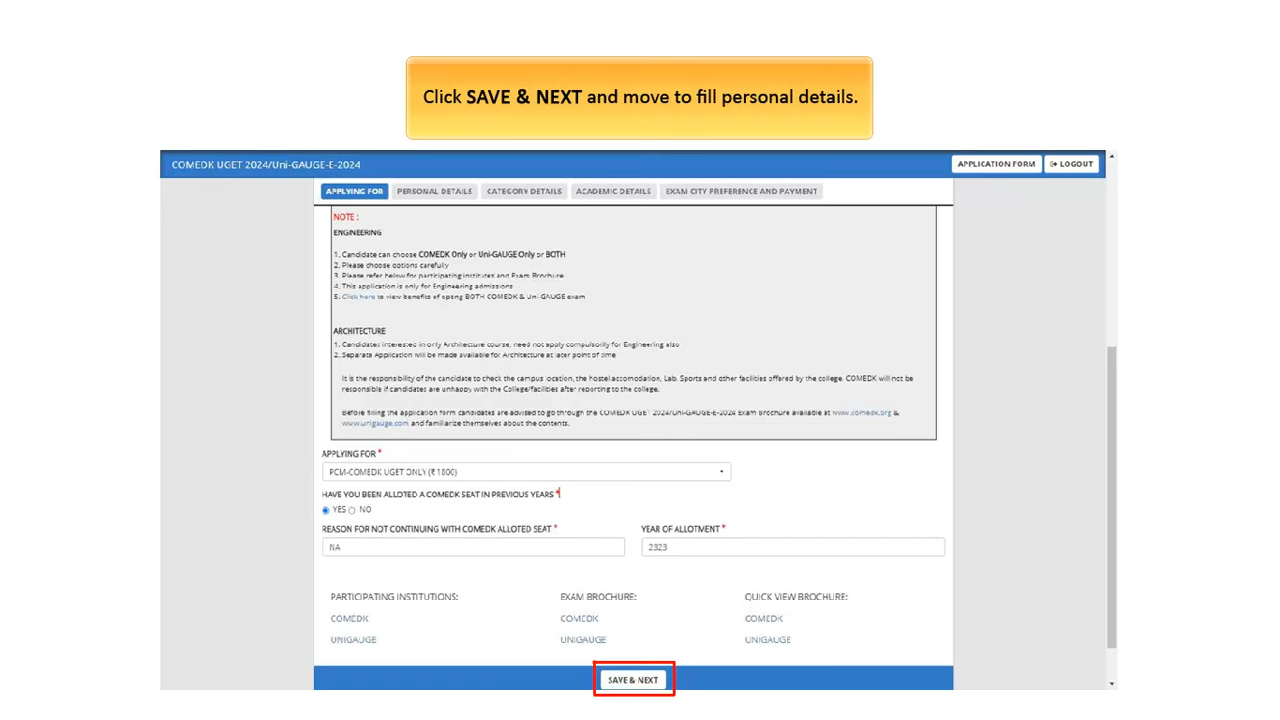 Click SAVE & NEXT and move to fill personal details.
COMEDK UGET 2024/Uni-GAUGE-E-2024
APPLICATION FORM
LOGOUT
APPLYING FOR
PERSONAL DETAILS
CATEGORY DETAILS
ACADEMIC DETAILS
EXAM CITY PREFERENCE AND PAYMENT
NOTE :
ENGINEERING
1. Candidate can choose COMEDK Only or Uni-GAUGE Only or BOTH
2. Please choose options carefully
3. Please refer below for participating institutes and Exam Brochure
4. This application is only for Engineering admissions
5. Click here to view benefits of opting BOTH COMEDK & Uni GAUGE exam
ARCHITECTURE
1. Candidates interested in only Architecture course, need not apply compulsorily for Engineering also
2. Separate Application will be made available for Architecture at later point of time
It is the responsibility of the candidate to check the campus location, the hostel accomodation, Lab, Sports and other facilities offered by the college. COMEDK will not be
responsible if candidates are unhappy with the College/facilities after reporting to the college.
Before filling the application form candidates are advised to go through the COMEDK UGET 2024/UNI-GAUGE-E-2024 Exam Brochure available at www.comedk.org &
www.unigauge.com and familiarize themselves about the contents.
APPLYING FOR *
PCM-COMEDK UGET ONLY (₹ 1800)
HAVE YOU BEEN ALLOTED A COMEDK SEAT IN PREVIOUS YEARS *
YES NO
REASON FOR NOT CONTINUING WITH COMEDK ALLOTED SEAT *
YEAR OF ALLOTMENT *
NA
2323
PARTICIPATING INSTITUTIONS:
EXAM BROCHURE:
QUICK VIEW BROCHURE:
COMEDK
COMEDK
COMEDK
UNIGAUGE
UNIGAUGE
UNIGAUGE
SAVE & NEXT